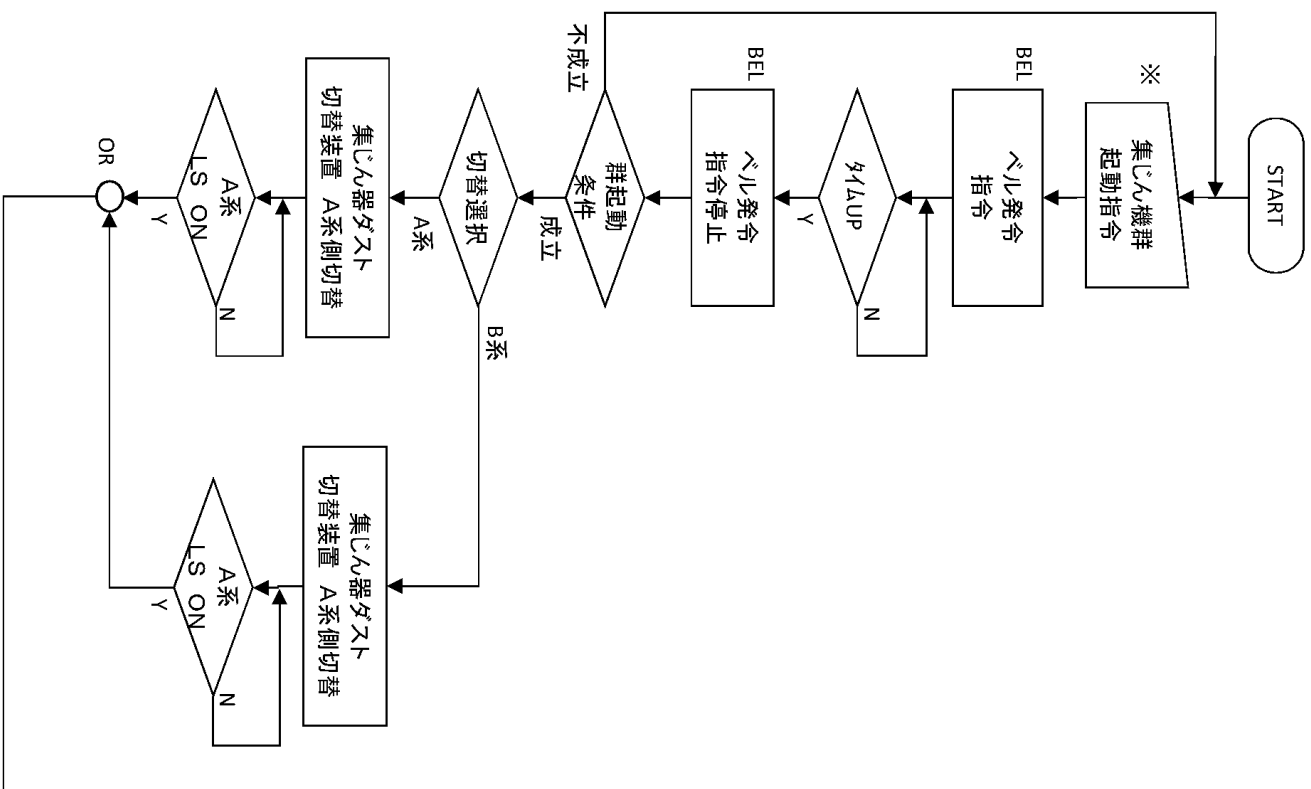 START
※
集じん機群
起動指令
BEL
ベル発令
指令
タイムUP
N
Y
BEL
ベル発令
指令停止
群起動
条件
不成立
成立
切替選択
B系
A系
集じん器ダスト
切替装置 A系側切替
A系
LS ON
N
Y
OR
集じん器ダスト
切替装置 A系側切替
A系
LS ON
N
Y